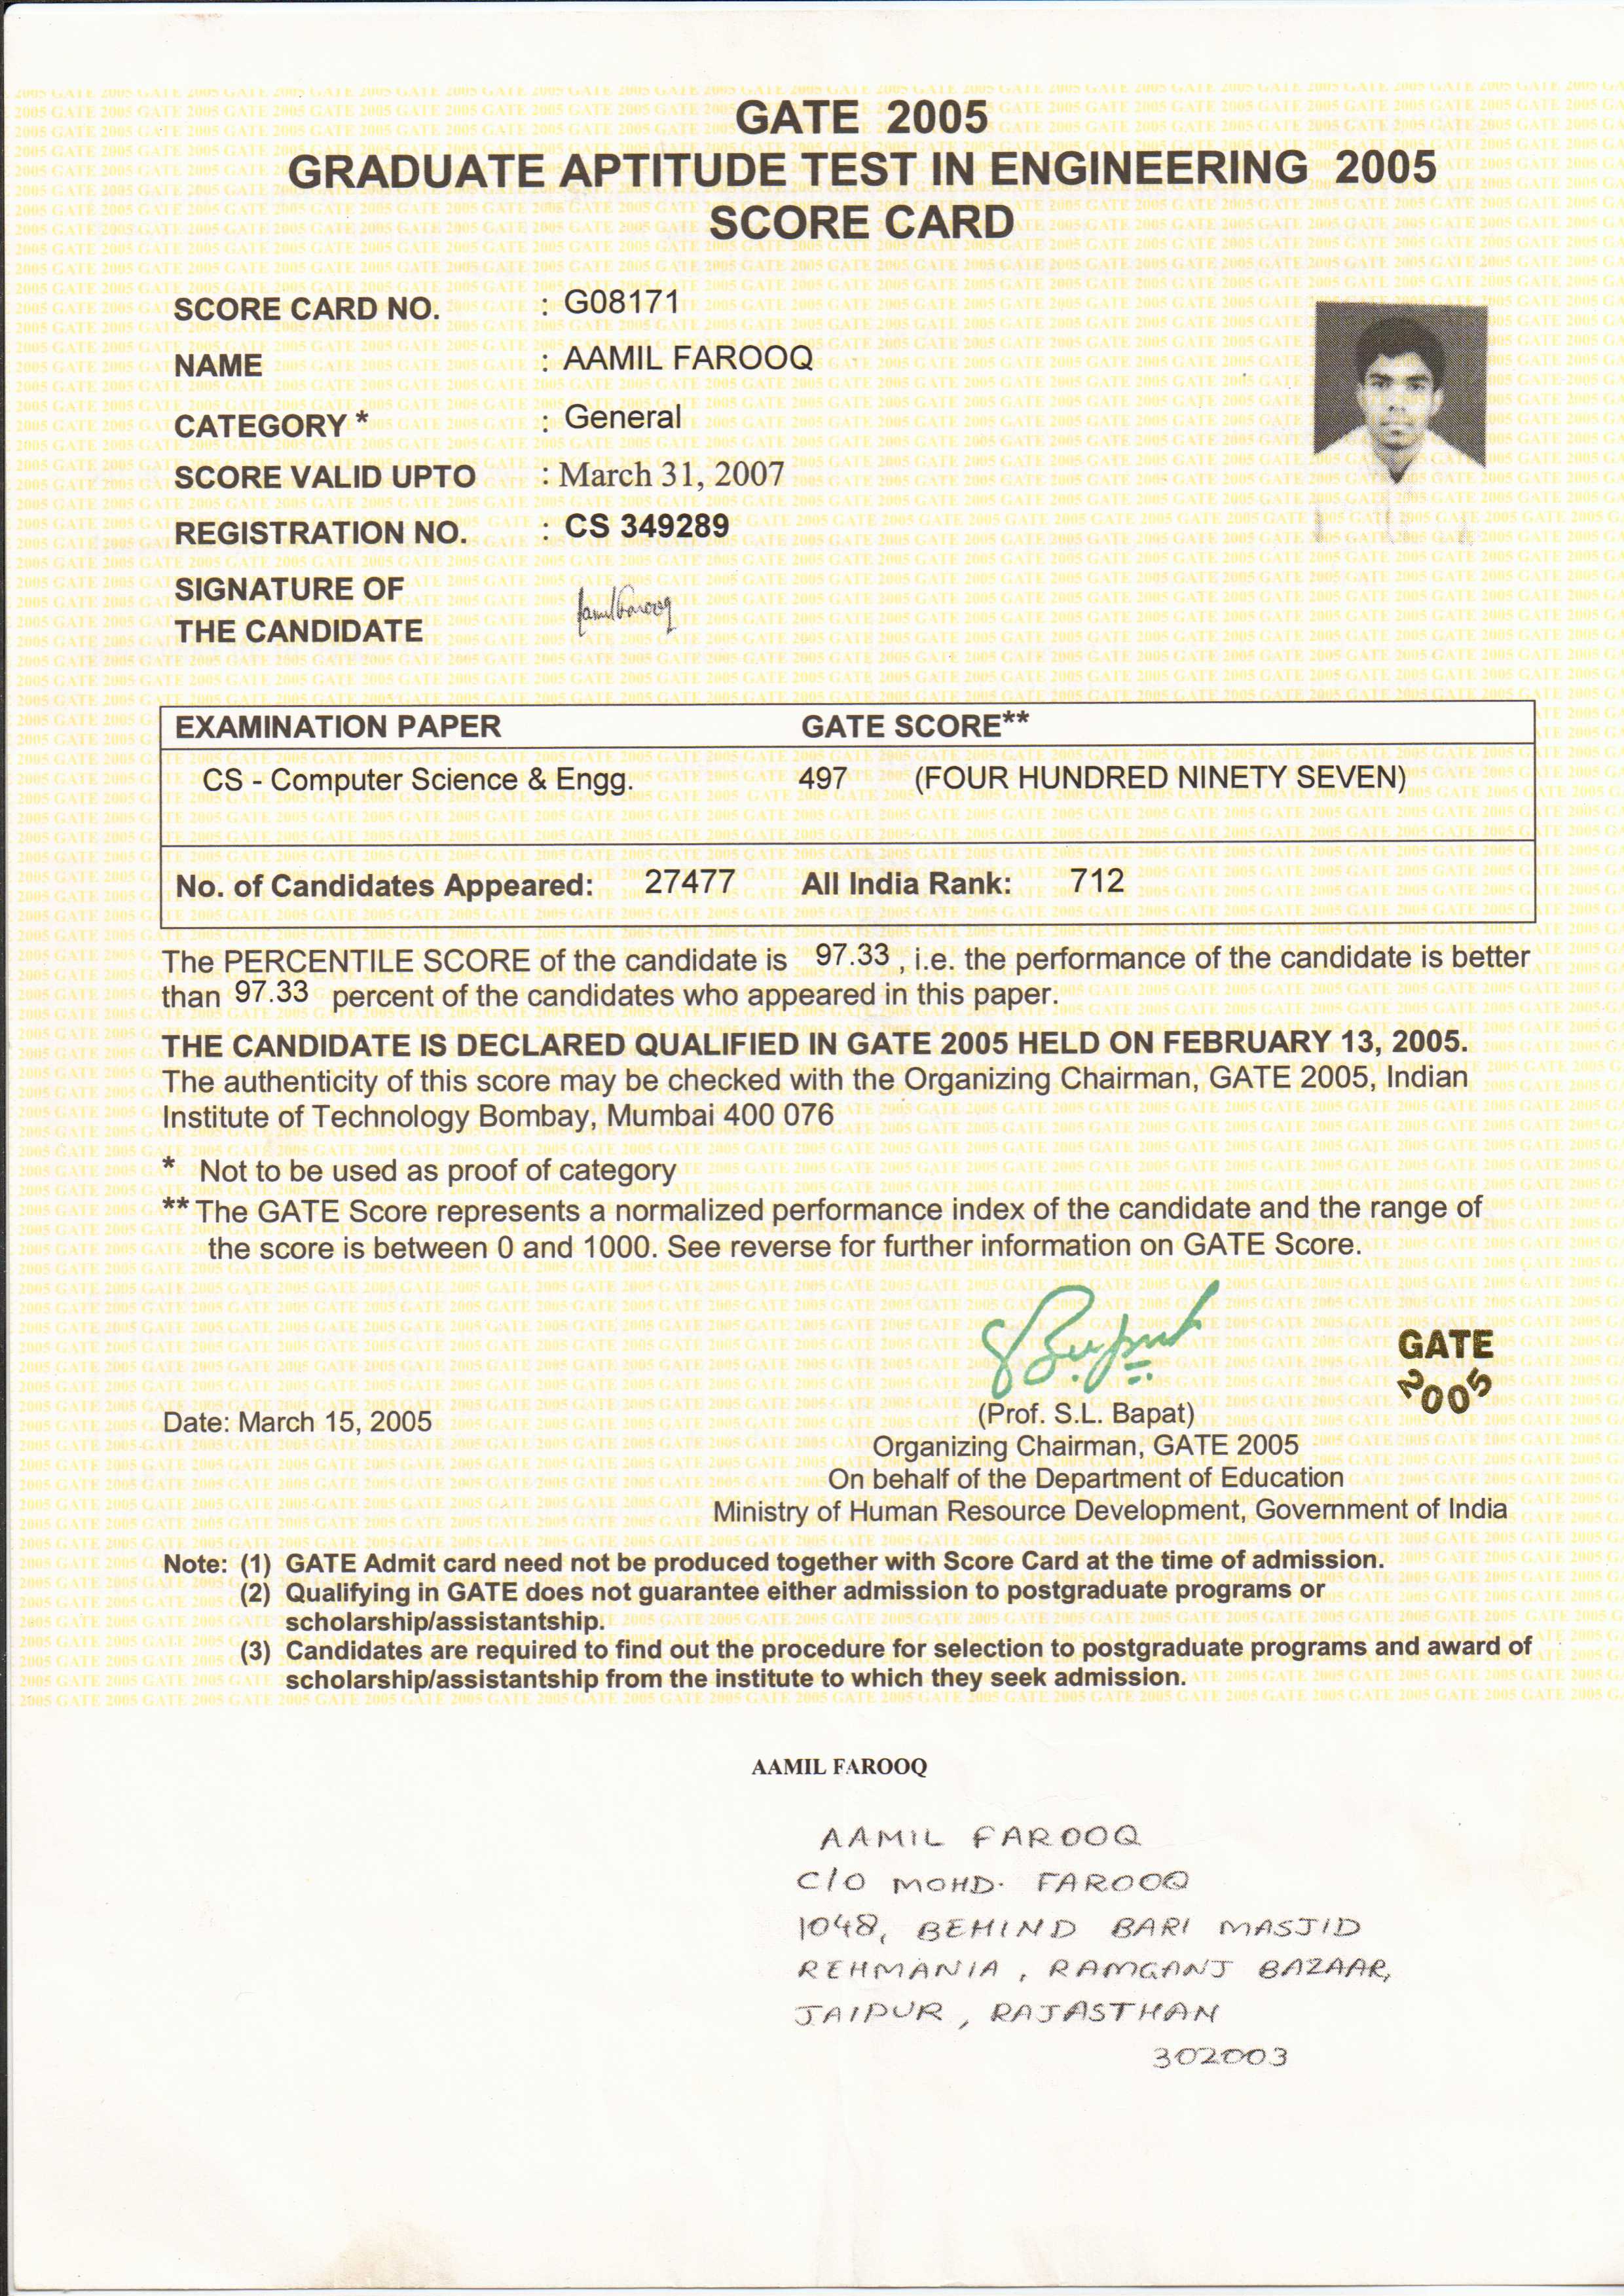 GATE 2005
GRADUATE APTITUDE TEST IN ENGINEERING 2005
SCORE CARD
SCORE CARD NO. : G08171
NAME : AAMIL FAROOQ
CATEGORY * : General
SCORE VALID UPTO : March 31, 2007
REGISTRATION NO. : CS 349289
SIGNATURE OF
THE CANDIDATE
EXAMINATION PAPER GATE SCORE**
CS - Computer Science & Engg. 497 (FOUR HUNDRED NINETY SEVEN)
No. of Candidates Appeared: 27477 All India Rank: 712
The PERCENTILE SCORE of the candidate is 97.33 , i.e. the performance of the candidate is better
than 97.33 percent of the candidates who appeared in this paper.
THE CANDIDATE IS DECLARED QUALIFIED IN GATE 2005 HELD ON FEBRUARY 13, 2005.
The authenticity of this score may be checked with the Organizing Chairman, GATE 2005, Indian
Institute of Technology Bombay, Mumbai 400 076
* Not to be used as proof of category
** The GATE Score represents a normalized performance index of the candidate and the range of
the score is between 0 and 1000. See reverse for further information on GATE Score.
GATE
2005
Date: March 15, 2005
(Prof. S.L. Bapat)
Organizing Chairman, GATE 2005
On behalf of the Department of Education
Ministry of Human Resource Development, Government of India
Note: (1) GATE Admit card need not be produced together with Score Card at the time of admission.
(2) Qualifying in GATE does not guarantee either admission to postgraduate programs or
scholarship/assistantship.
(3) Candidates are required to find out the procedure for selection to postgraduate programs and award of
scholarship/assistantship from the institute to which they seek admission.
AAMIL FAROOQ
AAMIL FAROOQ
C/O MOHD. FAROOQ
1048, BEHIND BARI MASJID
REHMANIA, RAMGANJ BAZAAR,
JAIPUR, RAJASTHAN
302003